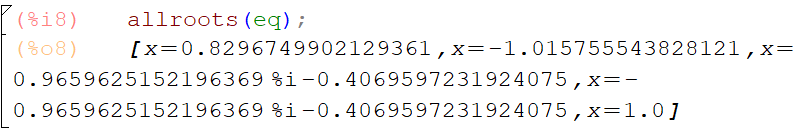 (%i8) allroots(eq);
(%o8) [x=0.8296749902129361,x=-1.015755543828121,x=
0.9659625152196369 %i-0.4069597231924075,x=-
0.9659625152196369 %i-0.4069597231924075,x=1.0]